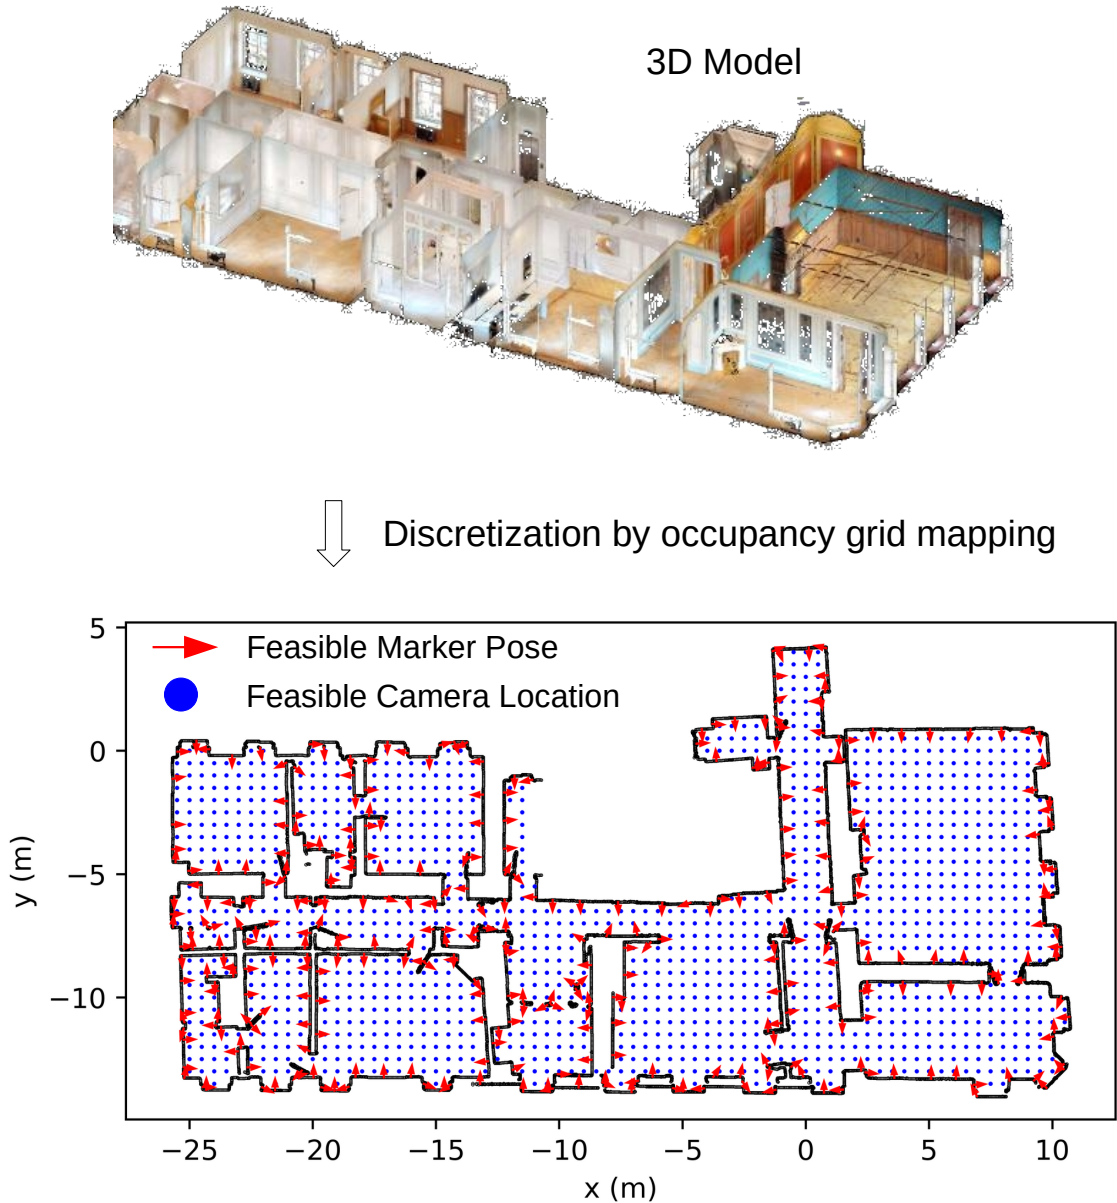 3D Model
Discretization by occupancy grid mapping
Feasible Marker Pose
Feasible Camera Location
5
0
−5
−10
y (m)
−25
−20
−15
−10
−5
0
5
10
x (m)